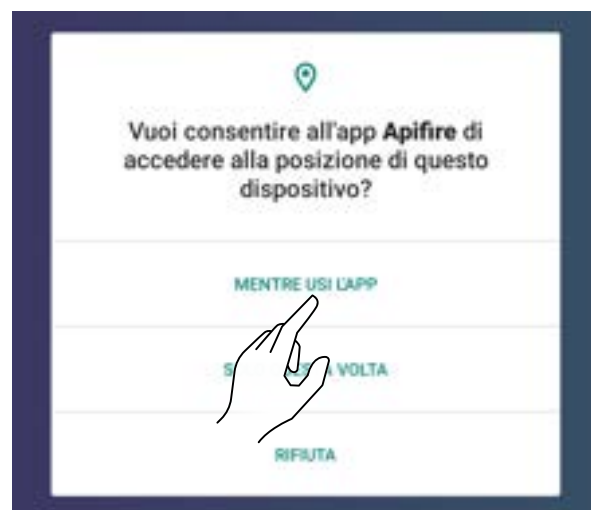 Vuoi consentire all'app Apifire di
accedere alla posizione di questo
dispositivo?
MENTRE USI L'APP
VOLTA
RIFIUTA